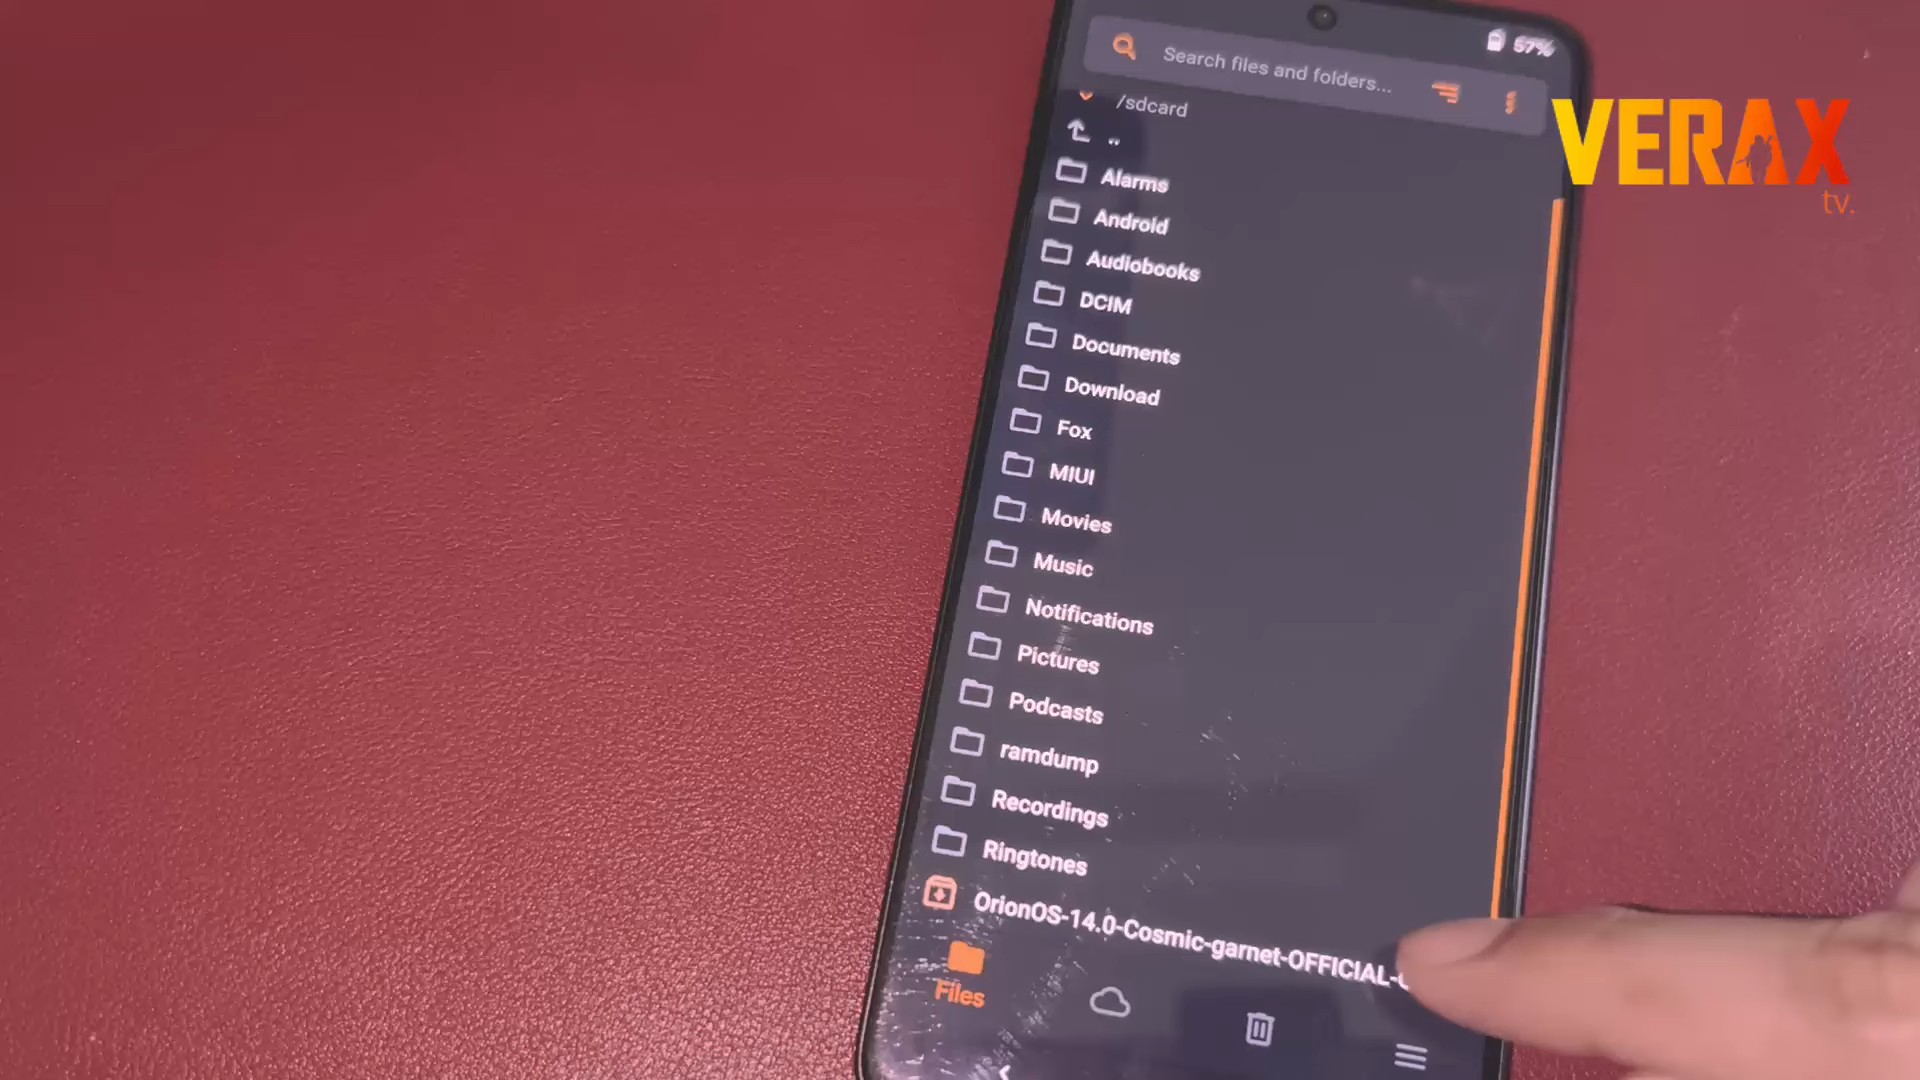 57%
Search files and folders...
/sdcard
..
VERAX
tv.
Alarms
Android
Audiobooks
DCIM
Documents
Download
Fox
MIUI
Movies
Music
Notifications
Pictures
Podcasts
ramdump
Recordings
Ringtones
OrionOS-14.0-Cosmic-garnet-OFFICIAL-
Files